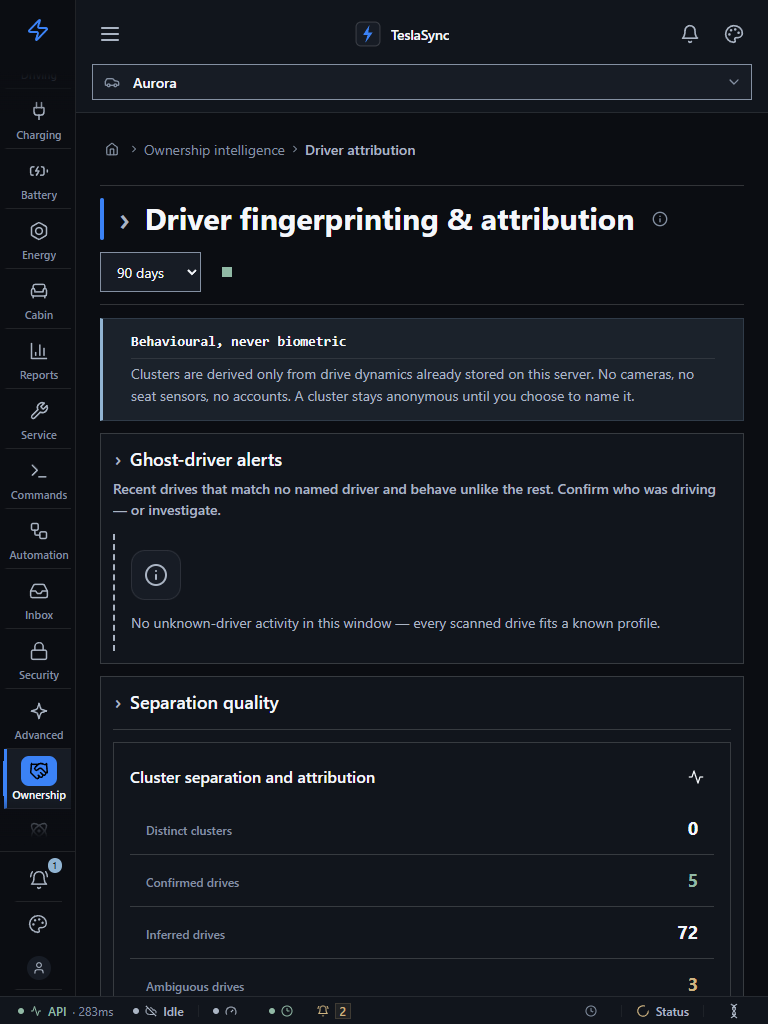 TeslaSync
Aurora
Driving
Charging
Battery
Energy
Cabin
Reports
Service
Commands
Automation
Inbox
Security
Advanced
Ownership
1
Ownership intelligence
Driver attribution
Driver fingerprinting & attribution
90 days
Behavioural, never biometric
Clusters are derived only from drive dynamics already stored on this server. No cameras, no
seat sensors, no accounts. A cluster stays anonymous until you choose to name it.
Ghost-driver alerts
Recent drives that match no named driver and behave unlike the rest. Confirm who was driving
— or investigate.
No unknown-driver activity in this window — every scanned drive fits a known profile.
Separation quality
Cluster separation and attribution
Distinct clusters 0
Confirmed drives 5
Inferred drives 72
Ambiguous drives 3
API · 283ms Idle 2 Status